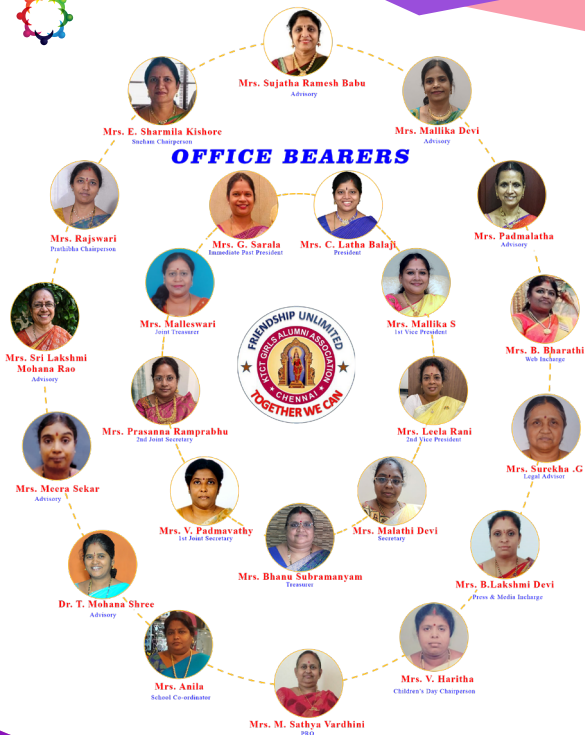 Mrs. Sujatha Ramesh Babu
Advisory
Mrs. E. Sharmila Kishore
Sneham Chairperson
Mrs. Mallika Devi
Advisory
OFFICE BEARERS
Mrs. Rajswari
Prathibha Chairperson
Mrs. G. Sarala
Immediate Past President
Mrs. C. Latha Balaji
President
Mrs. Padmalatha
Advisory
Mrs. Malleswari
Joint Treasurer
FRIENDSHIP UNLIMITED
KTCT GIRLS ALUMNI ASSOCIATION
CHENNAI
TOGETHER WE CAN
Mrs. Mallika S
1st Vice President
Mrs. Sri Lakshmi
Mohana Rao
Advisory
Mrs. B. Bharathi
Web Incharge
Mrs. Prasanna Ramprabhu
2nd Joint Secretary
Mrs. Leela Rani
2nd Vice President
Mrs. Meera Sekar
Advisory
Mrs. Surekha .G
Legal Advisor
Mrs. V. Padmavathy
1st Joint Secretary
Mrs. Malathi Devi
Secretary
Mrs. Bhanu Subramanyam
Treasurer
Dr. T. Mohana Shree
Advisory
Mrs. B.Lakshmi Devi
Press & Media Incharge
Mrs. Anila
School Co-ordinator
Mrs. V. Haritha
Children's Day Chairperson
Mrs. M. Sathya Vardhini
PRO